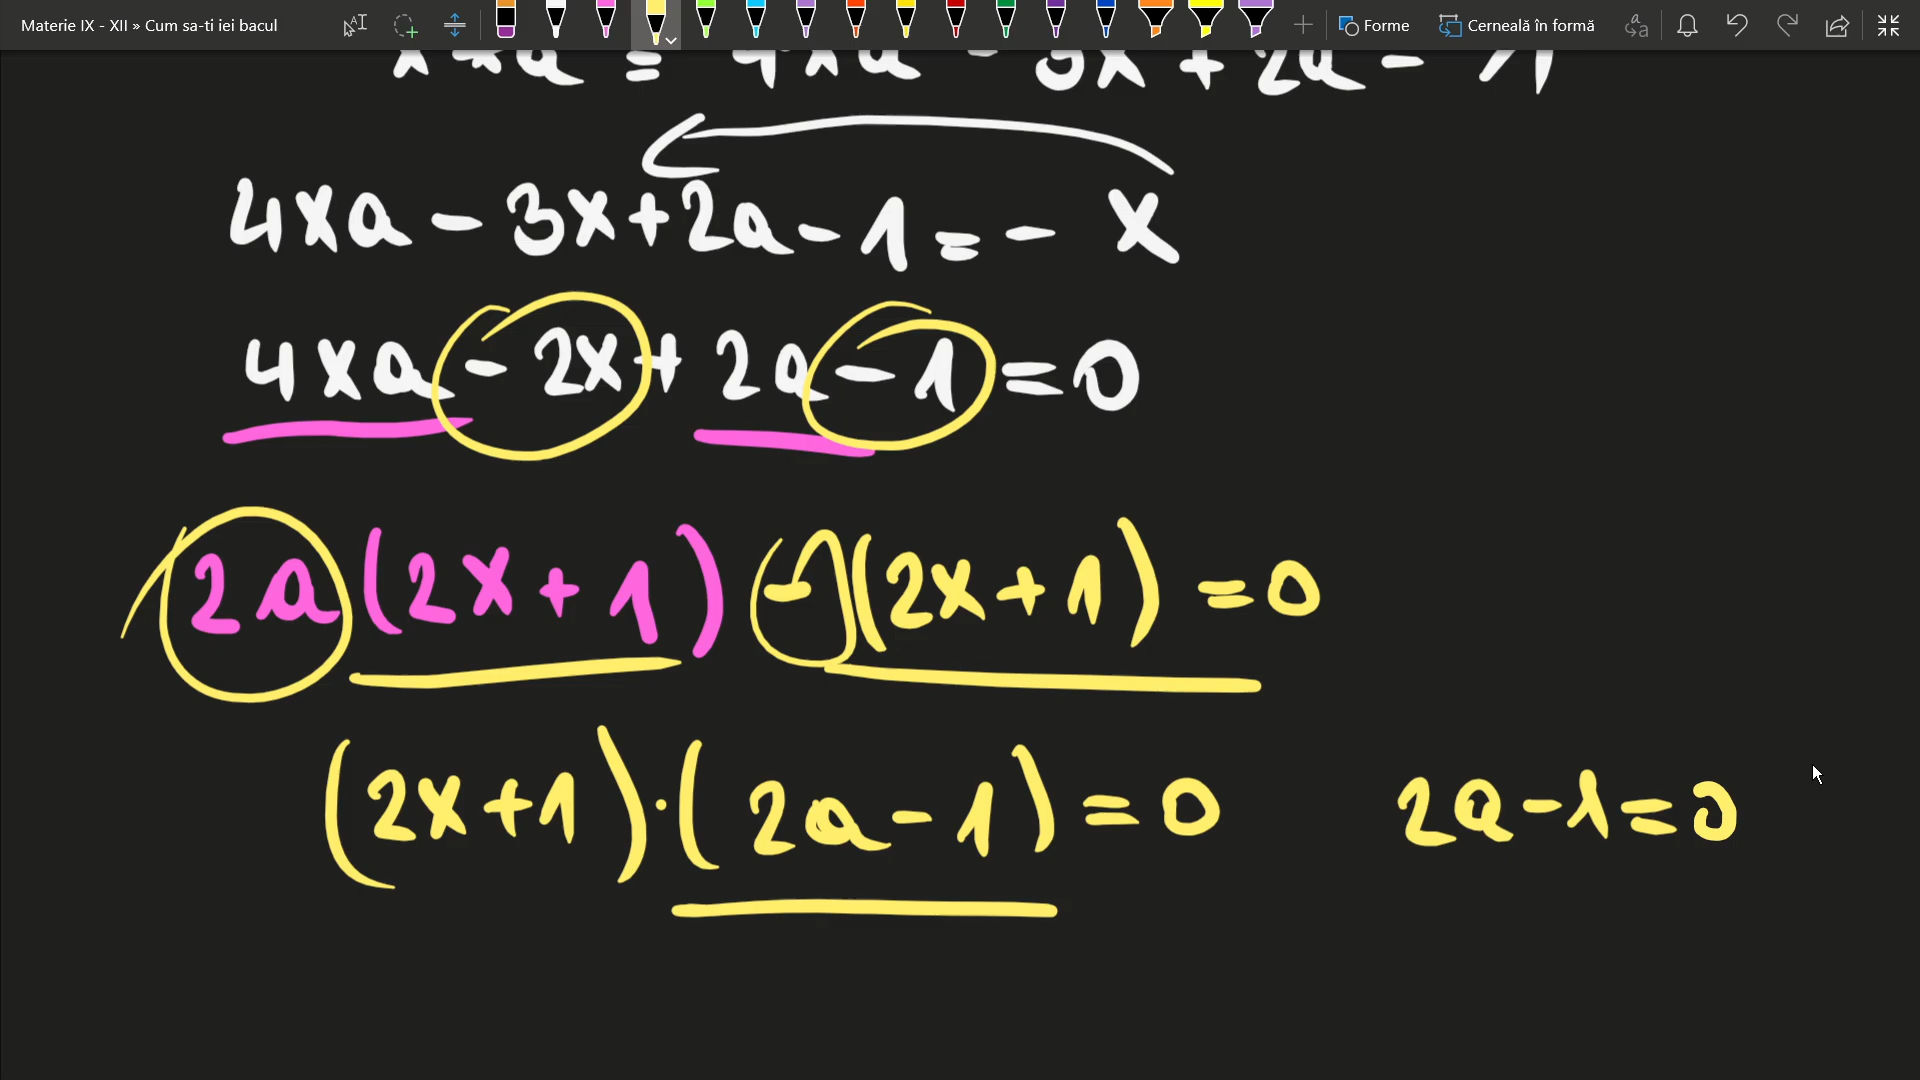 Materie IX - XII » Cum sa-ti iei bacul
Forme
Cerneală în formă
4xa - 3x + 2a - 1 = - x
4xa - 2x + 2a - 1 = 0
2a (2x + 1) - (2x + 1) = 0
(2x + 1) · (2a - 1) = 0
2a - 1 = 0